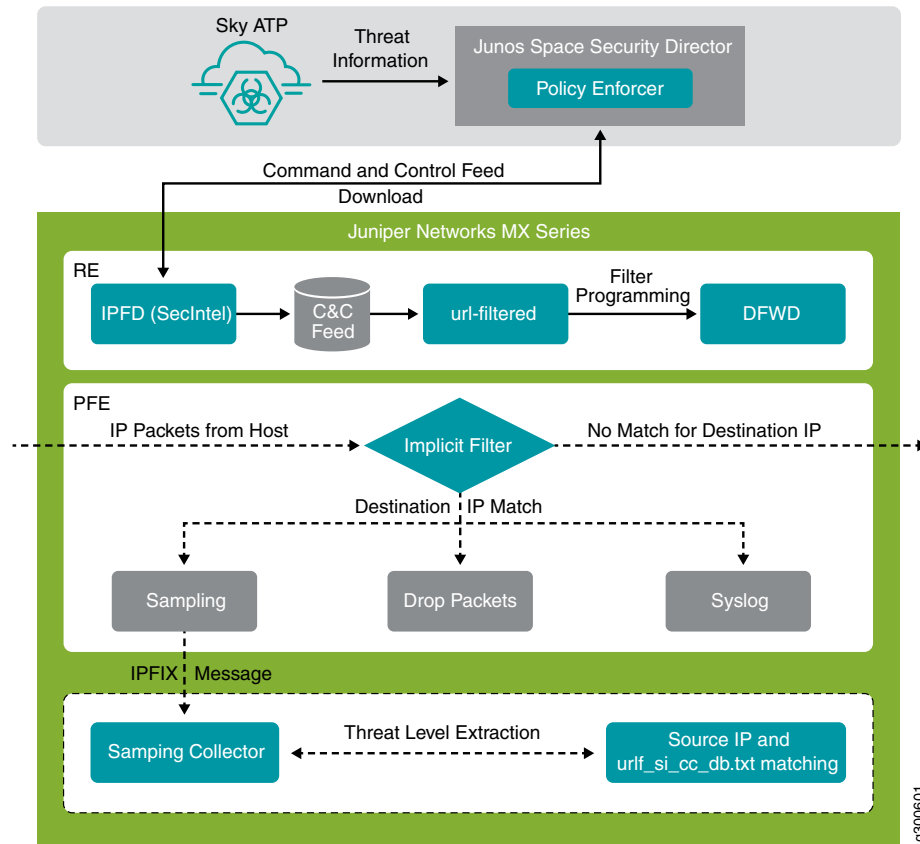 Sky ATP
Threat
Information
Junos Space Security Director
Policy Enforcer
Command and Control Feed
Download
Juniper Networks MX Series
RE
IPFD (SecIntel)
C&C
Feed
url-filtered
Filter
Programming
DFWD
PFE
IP Packets from Host
Implicit Filter
No Match for Destination IP
Destination IP Match
Sampling
Drop Packets
Syslog
IPFIX Message
Samping Collector
Threat Level Extraction
Source IP and
urlf_si_cc_db.txt matching
g300601